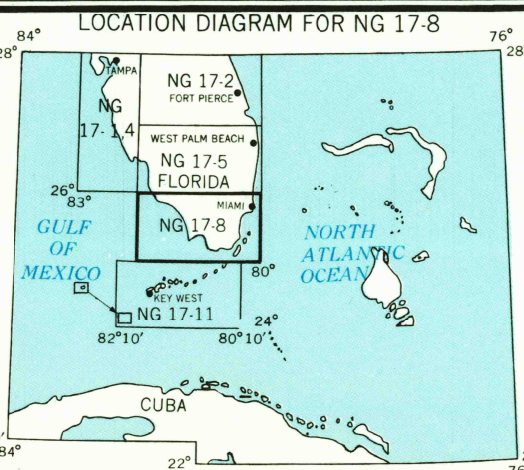 LOCATION DIAGRAM FOR NG 17-8
84°
76°
28°
28
TAMPA
NG 17-2
FORT PIERCE
NG
17-1,4
WEST PALM BEACH
NG 17-5
FLORIDA
26°
83°
MIAMI
NG 17-8
GULF
OF
MEXICO
NORTH
ATLANTIC
OCEAN
80°
KEY WEST
NG 17-11
24°
82°10'
80°10'
CUBA
84°
22°